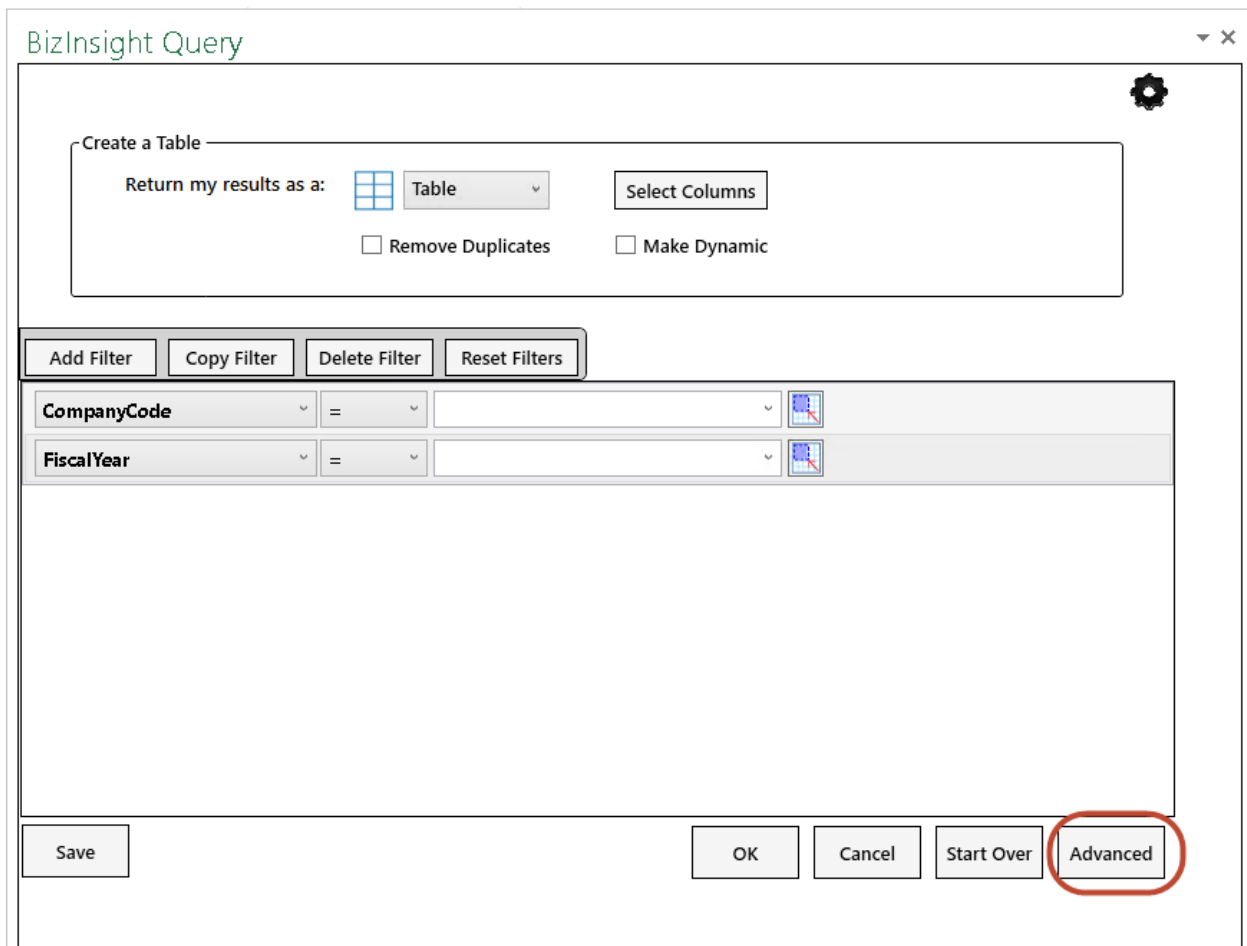 BizInsight Query
Create a Table
Return my results as a: Table Select Columns
Remove Duplicates Make Dynamic
Add Filter Copy Filter Delete Filter Reset Filters
CompanyCode =
FiscalYear =
Save OK Cancel Start Over Advanced